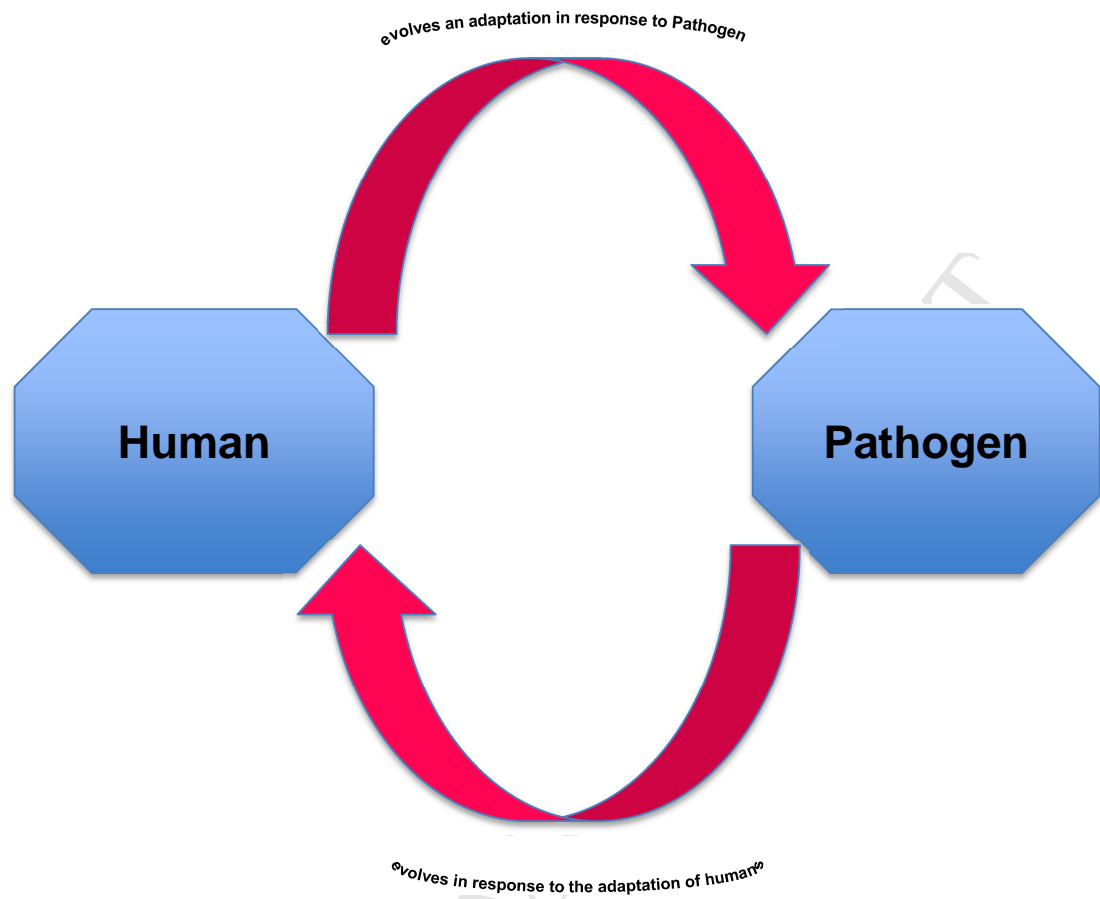 evolves an adaptation in response to Pathogen
Human
Pathogen
evolves in response to the adaptation of humans